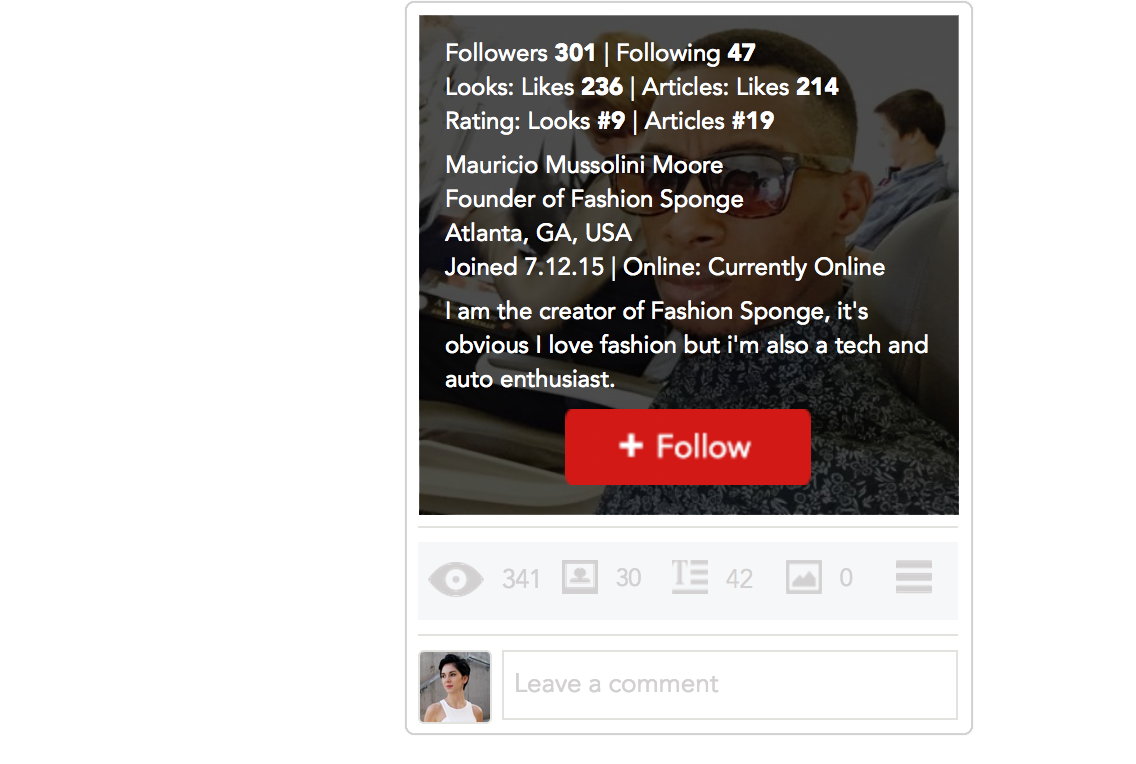 Followers 301 | Following 47
Looks: Likes 236 | Articles: Likes 214
Rating: Looks #9 | Articles #19
Mauricio Mussolini Moore
Founder of Fashion Sponge
Atlanta, GA, USA
Joined 7.12.15 | Online: Currently Online
I am the creator of Fashion Sponge, it's
obvious I love fashion but i'm also a tech and
auto enthusiast.
+ Follow
341 30 T 42 0
Leave a comment